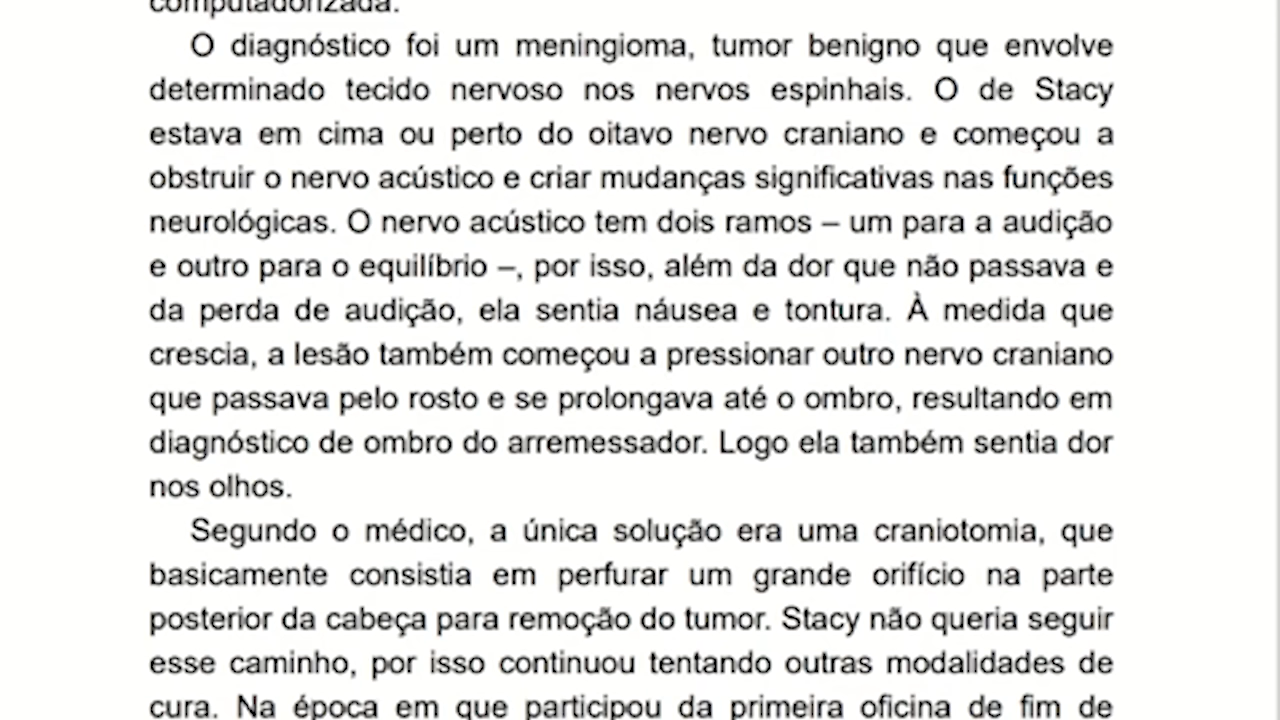 computadorizada.
O diagnóstico foi um meningioma, tumor benigno que envolve
determinado tecido nervoso nos nervos espinhais. O de Stacy
estava em cima ou perto do oitavo nervo craniano e começou a
obstruir o nervo acústico e criar mudanças significativas nas funções
neurológicas. O nervo acústico tem dois ramos – um para a audição
e outro para o equilíbrio –, por isso, além da dor que não passava e
da perda de audição, ela sentia náusea e tontura. À medida que
crescia, a lesão também começou a pressionar outro nervo craniano
que passava pelo rosto e se prolongava até o ombro, resultando em
diagnóstico de ombro do arremessador. Logo ela também sentia dor
nos olhos.
Segundo o médico, a única solução era uma craniotomia, que
basicamente consistia em perfurar um grande orifício na parte
posterior da cabeça para remoção do tumor. Stacy não queria seguir
esse caminho, por isso continuou tentando outras modalidades de
cura. Na época em que participou da primeira oficina de fim de